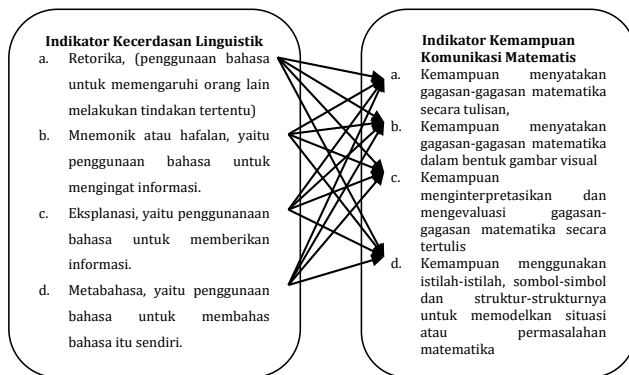 Indikator Kecerdasan Linguistik
a. Retorika, (penggunaan bahasa
untuk memengaruhi orang lain
melakukan tindakan tertentu)
b. Mnemonik atau hafalan, yaitu
penggunaan bahasa untuk
mengingat informasi.
c. Eksplanasi, yaitu penggunanaan
bahasa untuk memberikan
informasi.
d. Metabahasa, yaitu penggunaan
bahasa untuk membahas
bahasa itu sendiri.
Indikator Kemampuan
Komunikasi Matematis
a. Kemampuan menyatakan
gagasan-gagasan matematika
secara tulisan,
b. Kemampuan menyatakan
gagasan-gagasan matematika
dalam bentuk gambar visual
c. Kemampuan
menginterpretasikan dan
mengevaluasi gagasan-
gagasan matematika secara
tertulis
d. Kemampuan menggunakan
istilah-istilah, sombol-simbol
dan struktur-strukturnya
untuk memodelkan situasi
atau permasalahan
matematika